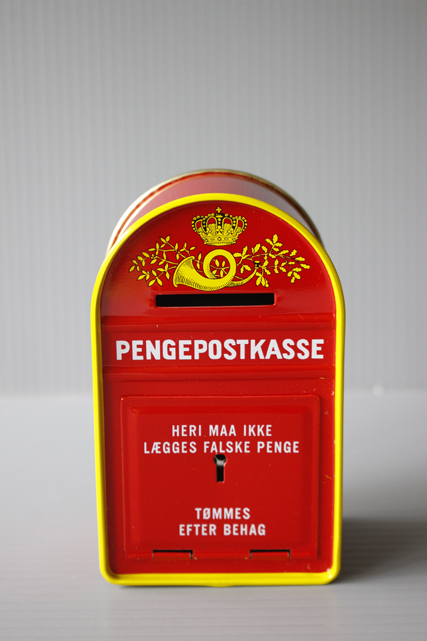 PENGEPOSTKASSE
HERI MAA IKKE
LÆGGES FALSKE PENGE
TØMMES
EFTER BEHAG